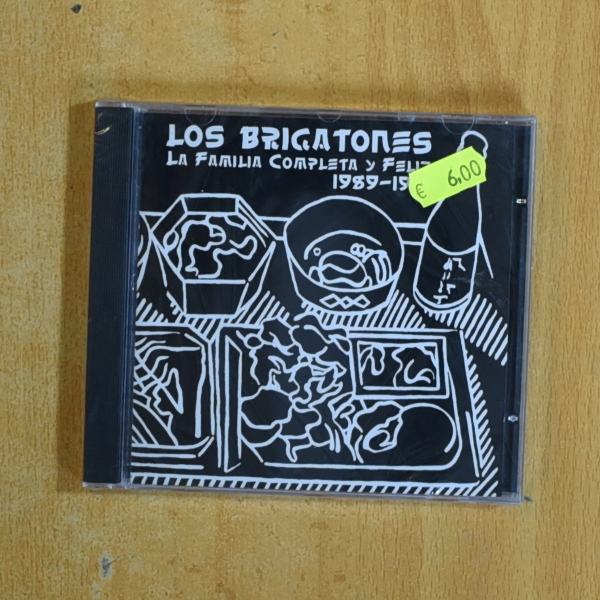 LOS BRIGATONES
LA FAMILIA COMPLETA Y FELIZ
1989-19
€ 6,00